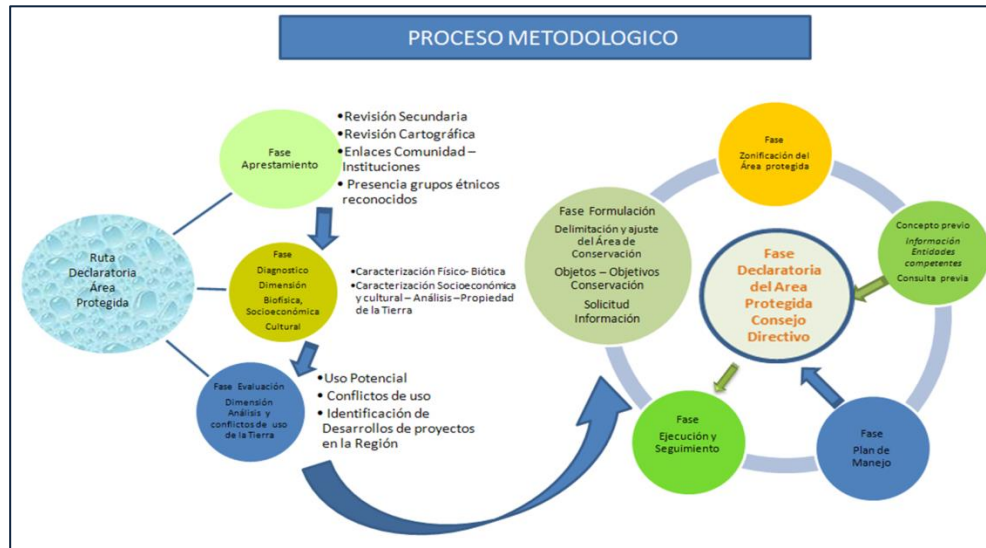 PROCESO METODOLOGICO
Ruta
Declaratoria
Área
Protegida
Fase
Aprestamiento
•Revisión Secundaria
•Revisión Cartográfica
•Enlaces Comunidad –
Instituciones
• Presencia grupos étnicos
reconocidos
Fase
Diagnostico
Dimensión
Biofísica,
Socioeconómica
Cultural
•Caracterización Físico- Biótica
•Caracterización Socioeconómica
y cultural – Análisis –Propiedad
de la Tierra
Fase Evaluación
Dimensión
Análisis y
conflictos de uso
de la Tierra
•Uso Potencial
• Conflictos de uso
• Identificación de
Desarrollos de proyectos
en la Región
Fase Formulación
Delimitación y ajuste
del Área de
Conservación
Objetos – Objetivos
Conservación
Solicitud
Información
Fase
Zonificación del
Área protegida
Concepto previo
Información
Entidades
competentes
Consulta previa
Fase
Declaratoria
del Area
Protegida
Consejo
Directivo
Fase
Plan de
Manejo
Fase
Ejecución y
Seguimiento